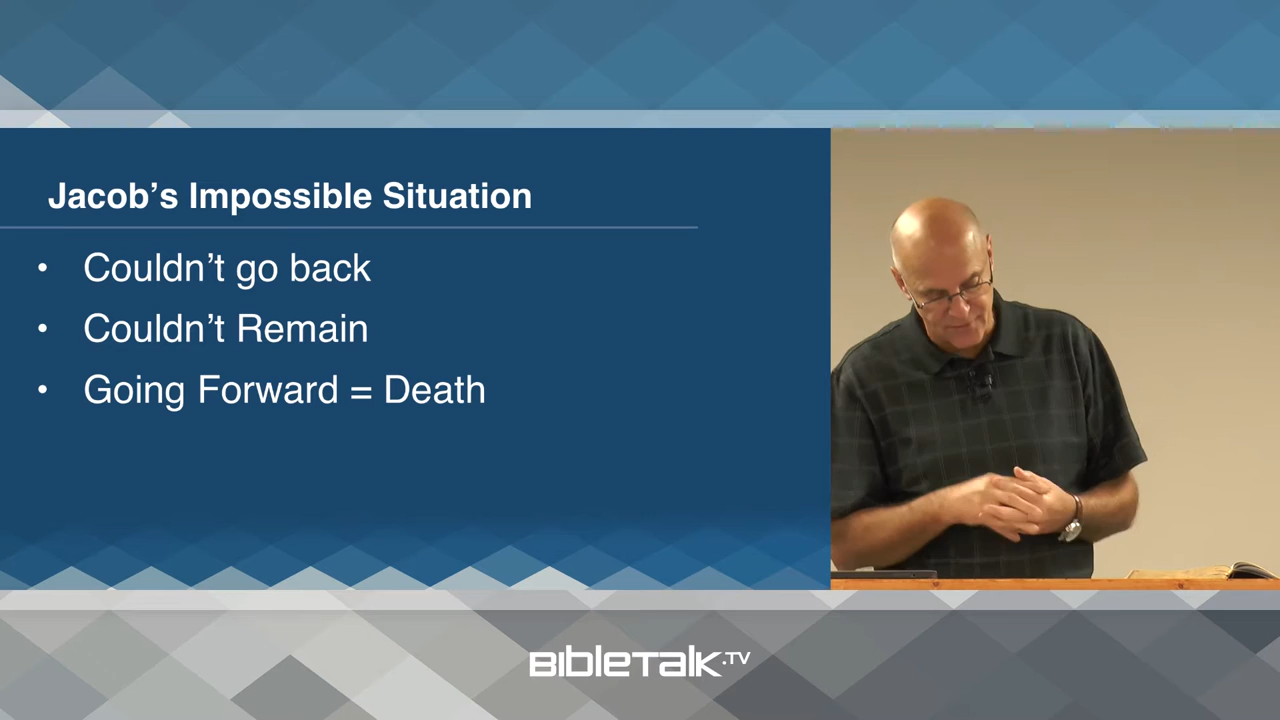 Jacob’s Impossible Situation
• Couldn’t go back
• Couldn’t Remain
• Going Forward = Death
BIBLETALK.TV